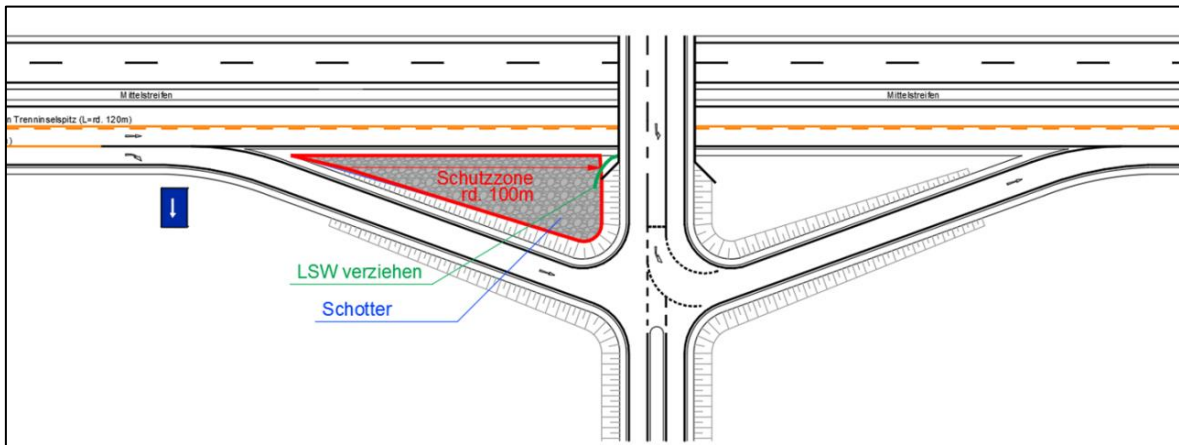 Mittelstreifen
Mittelstreifen
n Trenninselspitz (L=rd. 120m)
)
Schutzzone
rd. 100m
LSW verziehen
Schotter